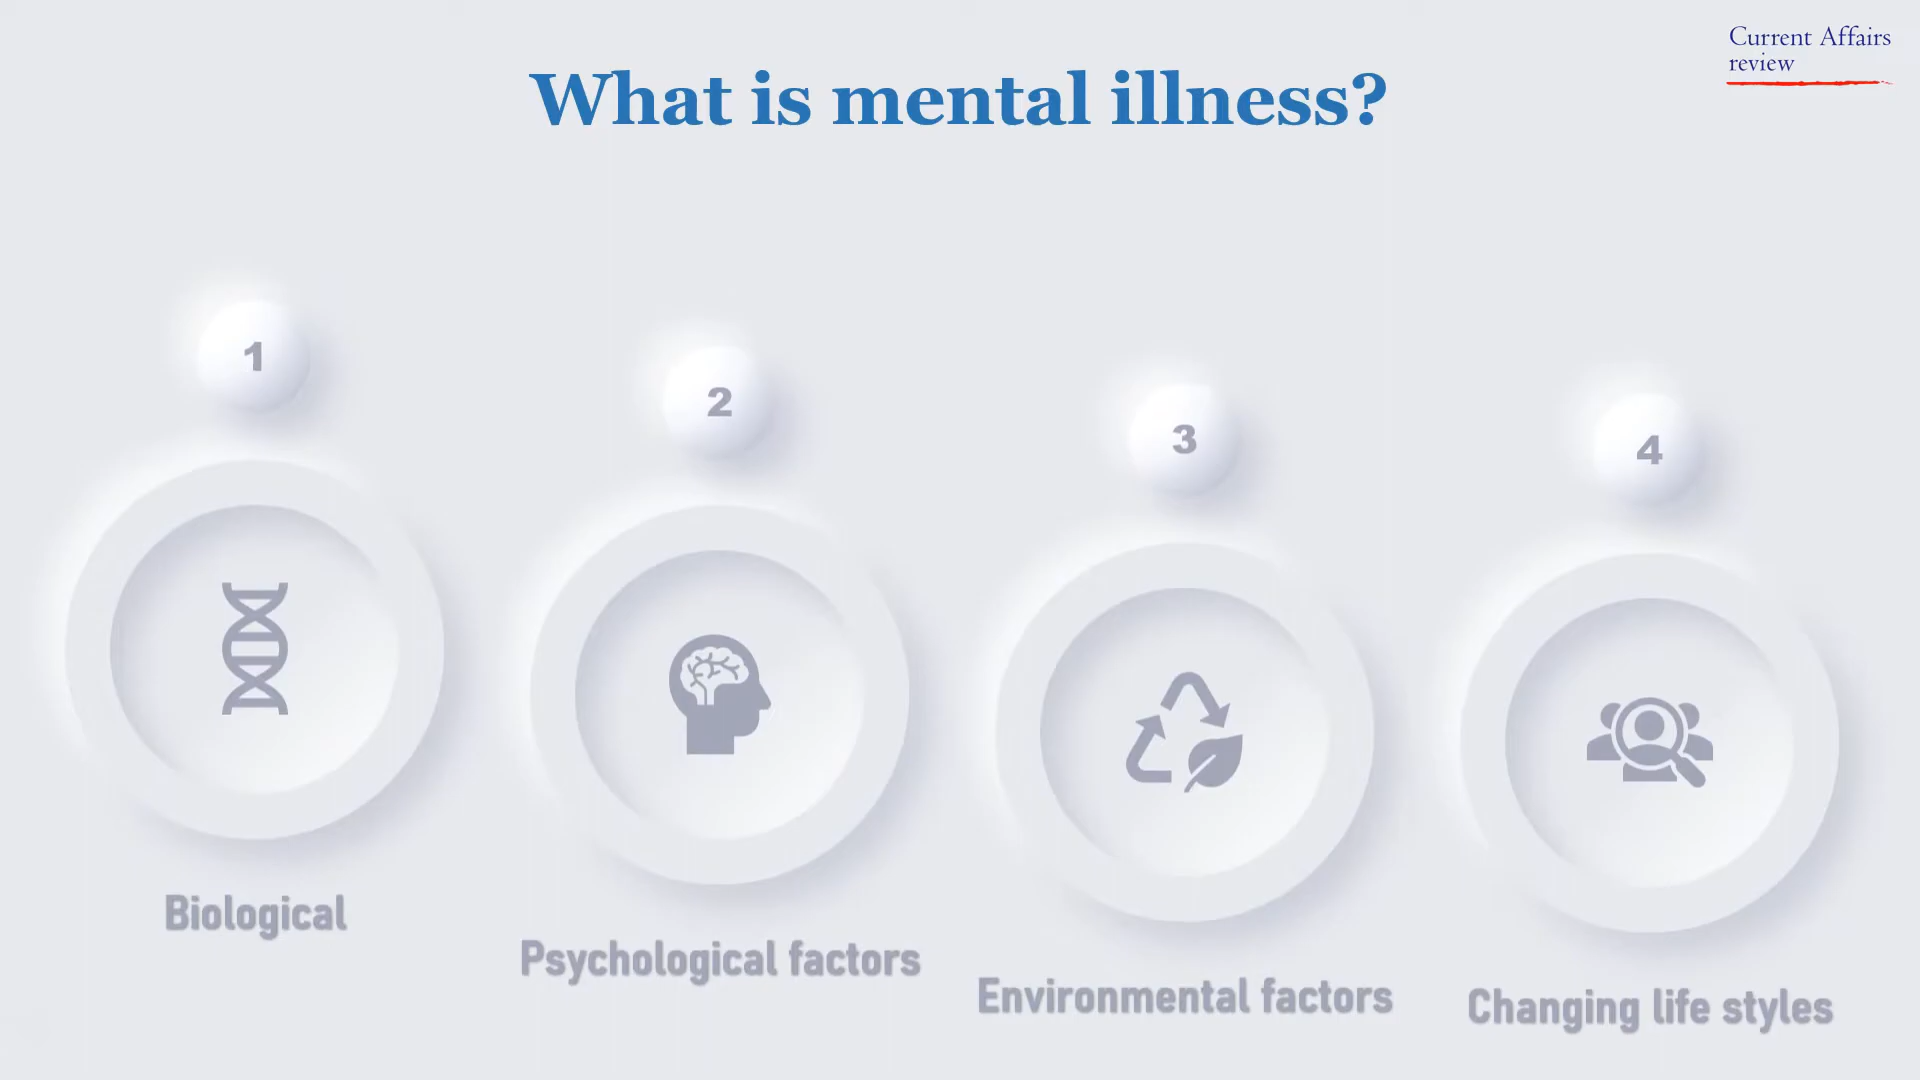 Current Affairs
review
What is mental illness?
1
2
3
4
Biological
Psychological factors
Environmental factors
Changing life styles